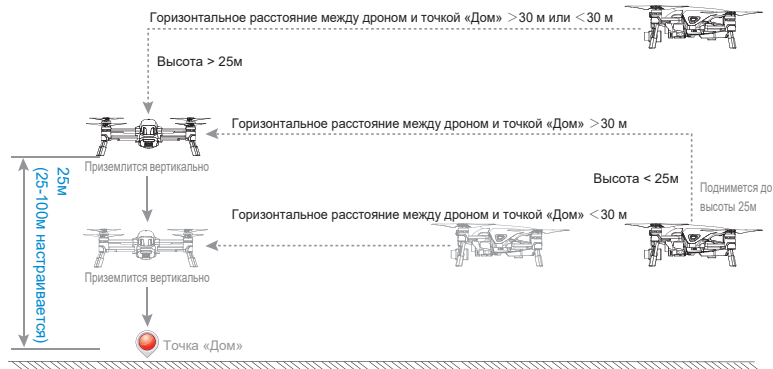 Горизонтальное расстояние между дроном и точкой «Дом» >30 м или <30 м
Высота > 25м
Горизонтальное расстояние между дроном и точкой «Дом» >30 м
Приземлится вертикально
Высота < 25м
Поднимется до
высоты 25м
25м
(25-100м настраивается)
Горизонтальное расстояние между дроном и точкой «Дом» <30 м
Приземлится вертикально
Точка «Дом»